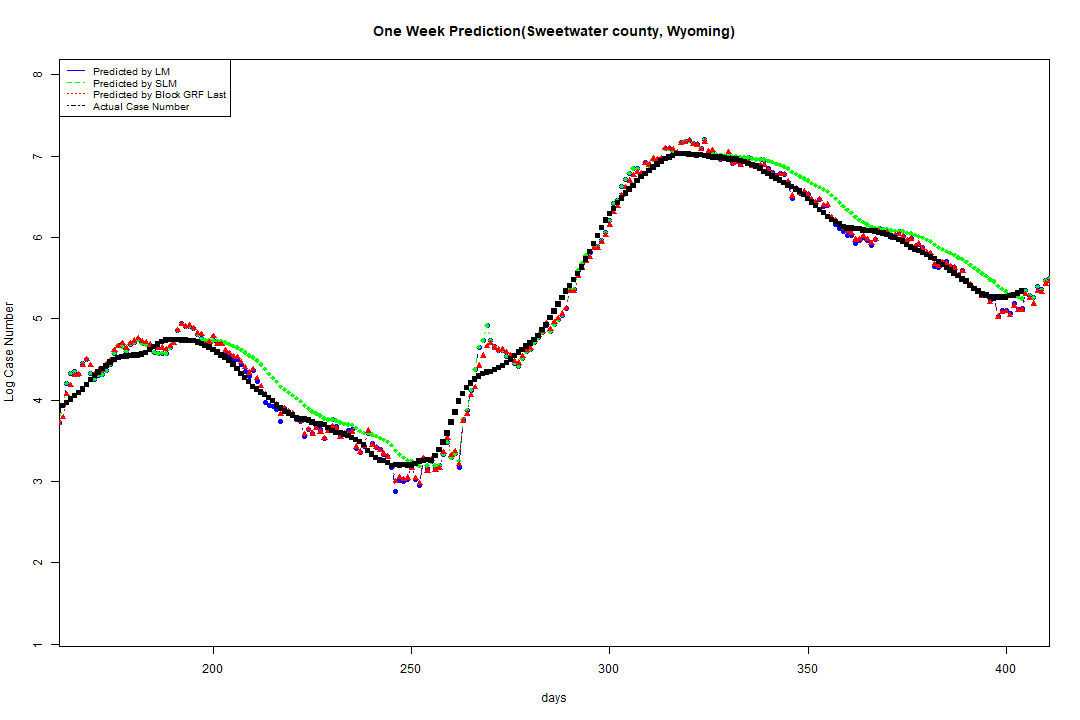 One Week Prediction(Sweetwater county, Wyoming)
Predicted by LM
Predicted by SLM
Predicted by Block GRF Last
Actual Case Number
8
7
6
5
4
3
2
1
Log Case Number
200 250 300 350 400
days